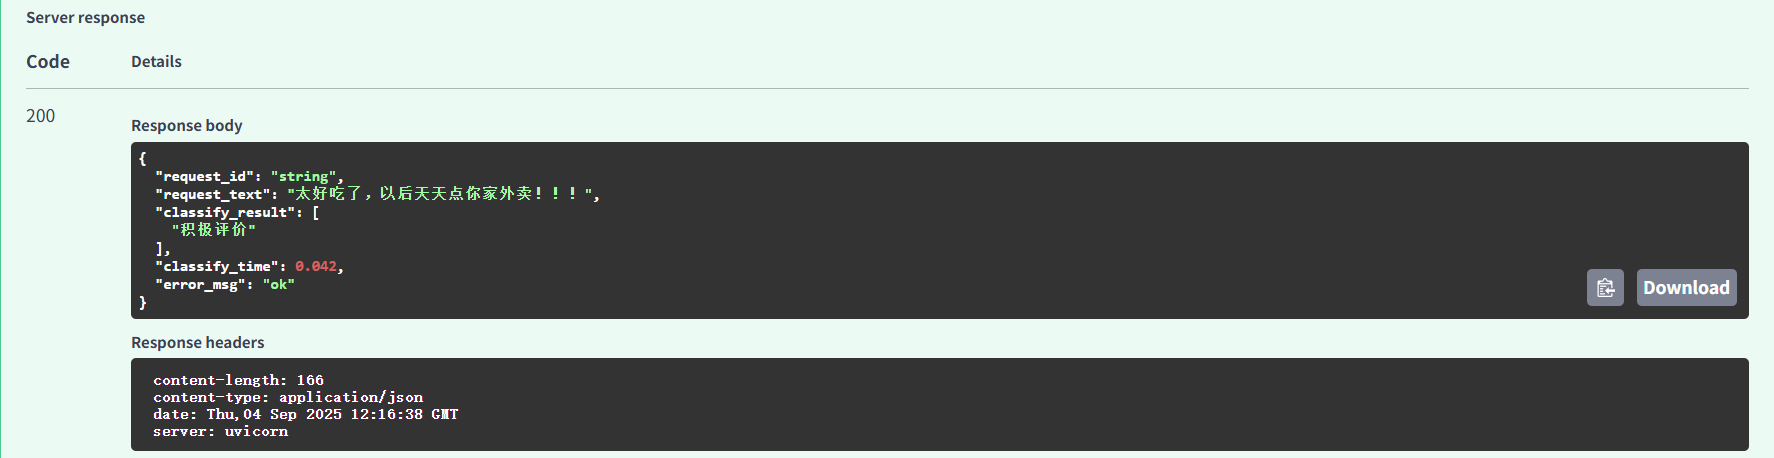 Server response
Code Details
200
Response body
{
  "request_id": "string",
  "request_text": "太好吃了，以后天天点你家外卖！！！",
  "classify_result": [
    "积极评价"
  ],
  "classify_time": 0.042,
  "error_msg": "ok"
}
Download
Response headers
content-length: 166
content-type: application/json
date: Thu,04 Sep 2025 12:16:38 GMT
server: uvicorn